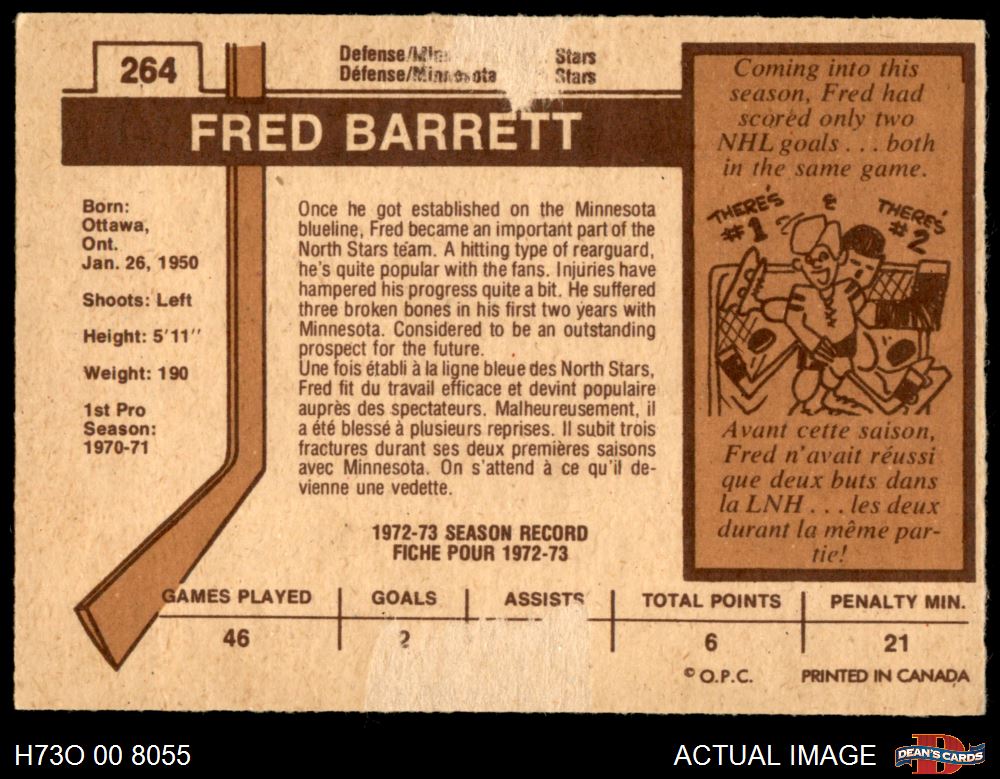 264
Defense/Minn Stars
Défense/Minnesota Stars
FRED BARRETT
Born:
Ottawa,
Ont.
Jan. 26, 1950
Shoots: Left
Height: 5'11''
Weight: 190
1st Pro
Season:
1970-71
Once he got established on the Minnesota
blueline, Fred became an important part of the
North Stars team. A hitting type of rearguard,
he's quite popular with the fans. Injuries have
hampered his progress quite a bit. He suffered
three broken bones in his first two years with
Minnesota. Considered to be an outstanding
prospect for the future.
Une fois établi à la ligne bleue des North Stars,
Fred fit du travail efficace et devint populaire
auprès des spectateurs. Malheureusement, il
a été blessé à plusieurs reprises. Il subit trois
fractures durant ses deux premières saisons
avec Minnesota. On s'attend à ce qu'il de-
vienne une vedette.
Coming into this
season, Fred had
scored only two
NHL goals . . . both
in the same game.
THERE'S
#1
THERE'S
#2
Avant cette saison,
Fred n'avait réussi
que deux buts dans
la LNH . . . les deux
durant la même par-
tie!
1972-73 SEASON RECORD
FICHE POUR 1972-73
GAMES PLAYED GOALS ASSISTS TOTAL POINTS PENALTY MIN.
46 2 6 21
© O.P.C. PRINTED IN CANADA
H73O 00 8055
ACTUAL IMAGE
DEAN'S CARDS